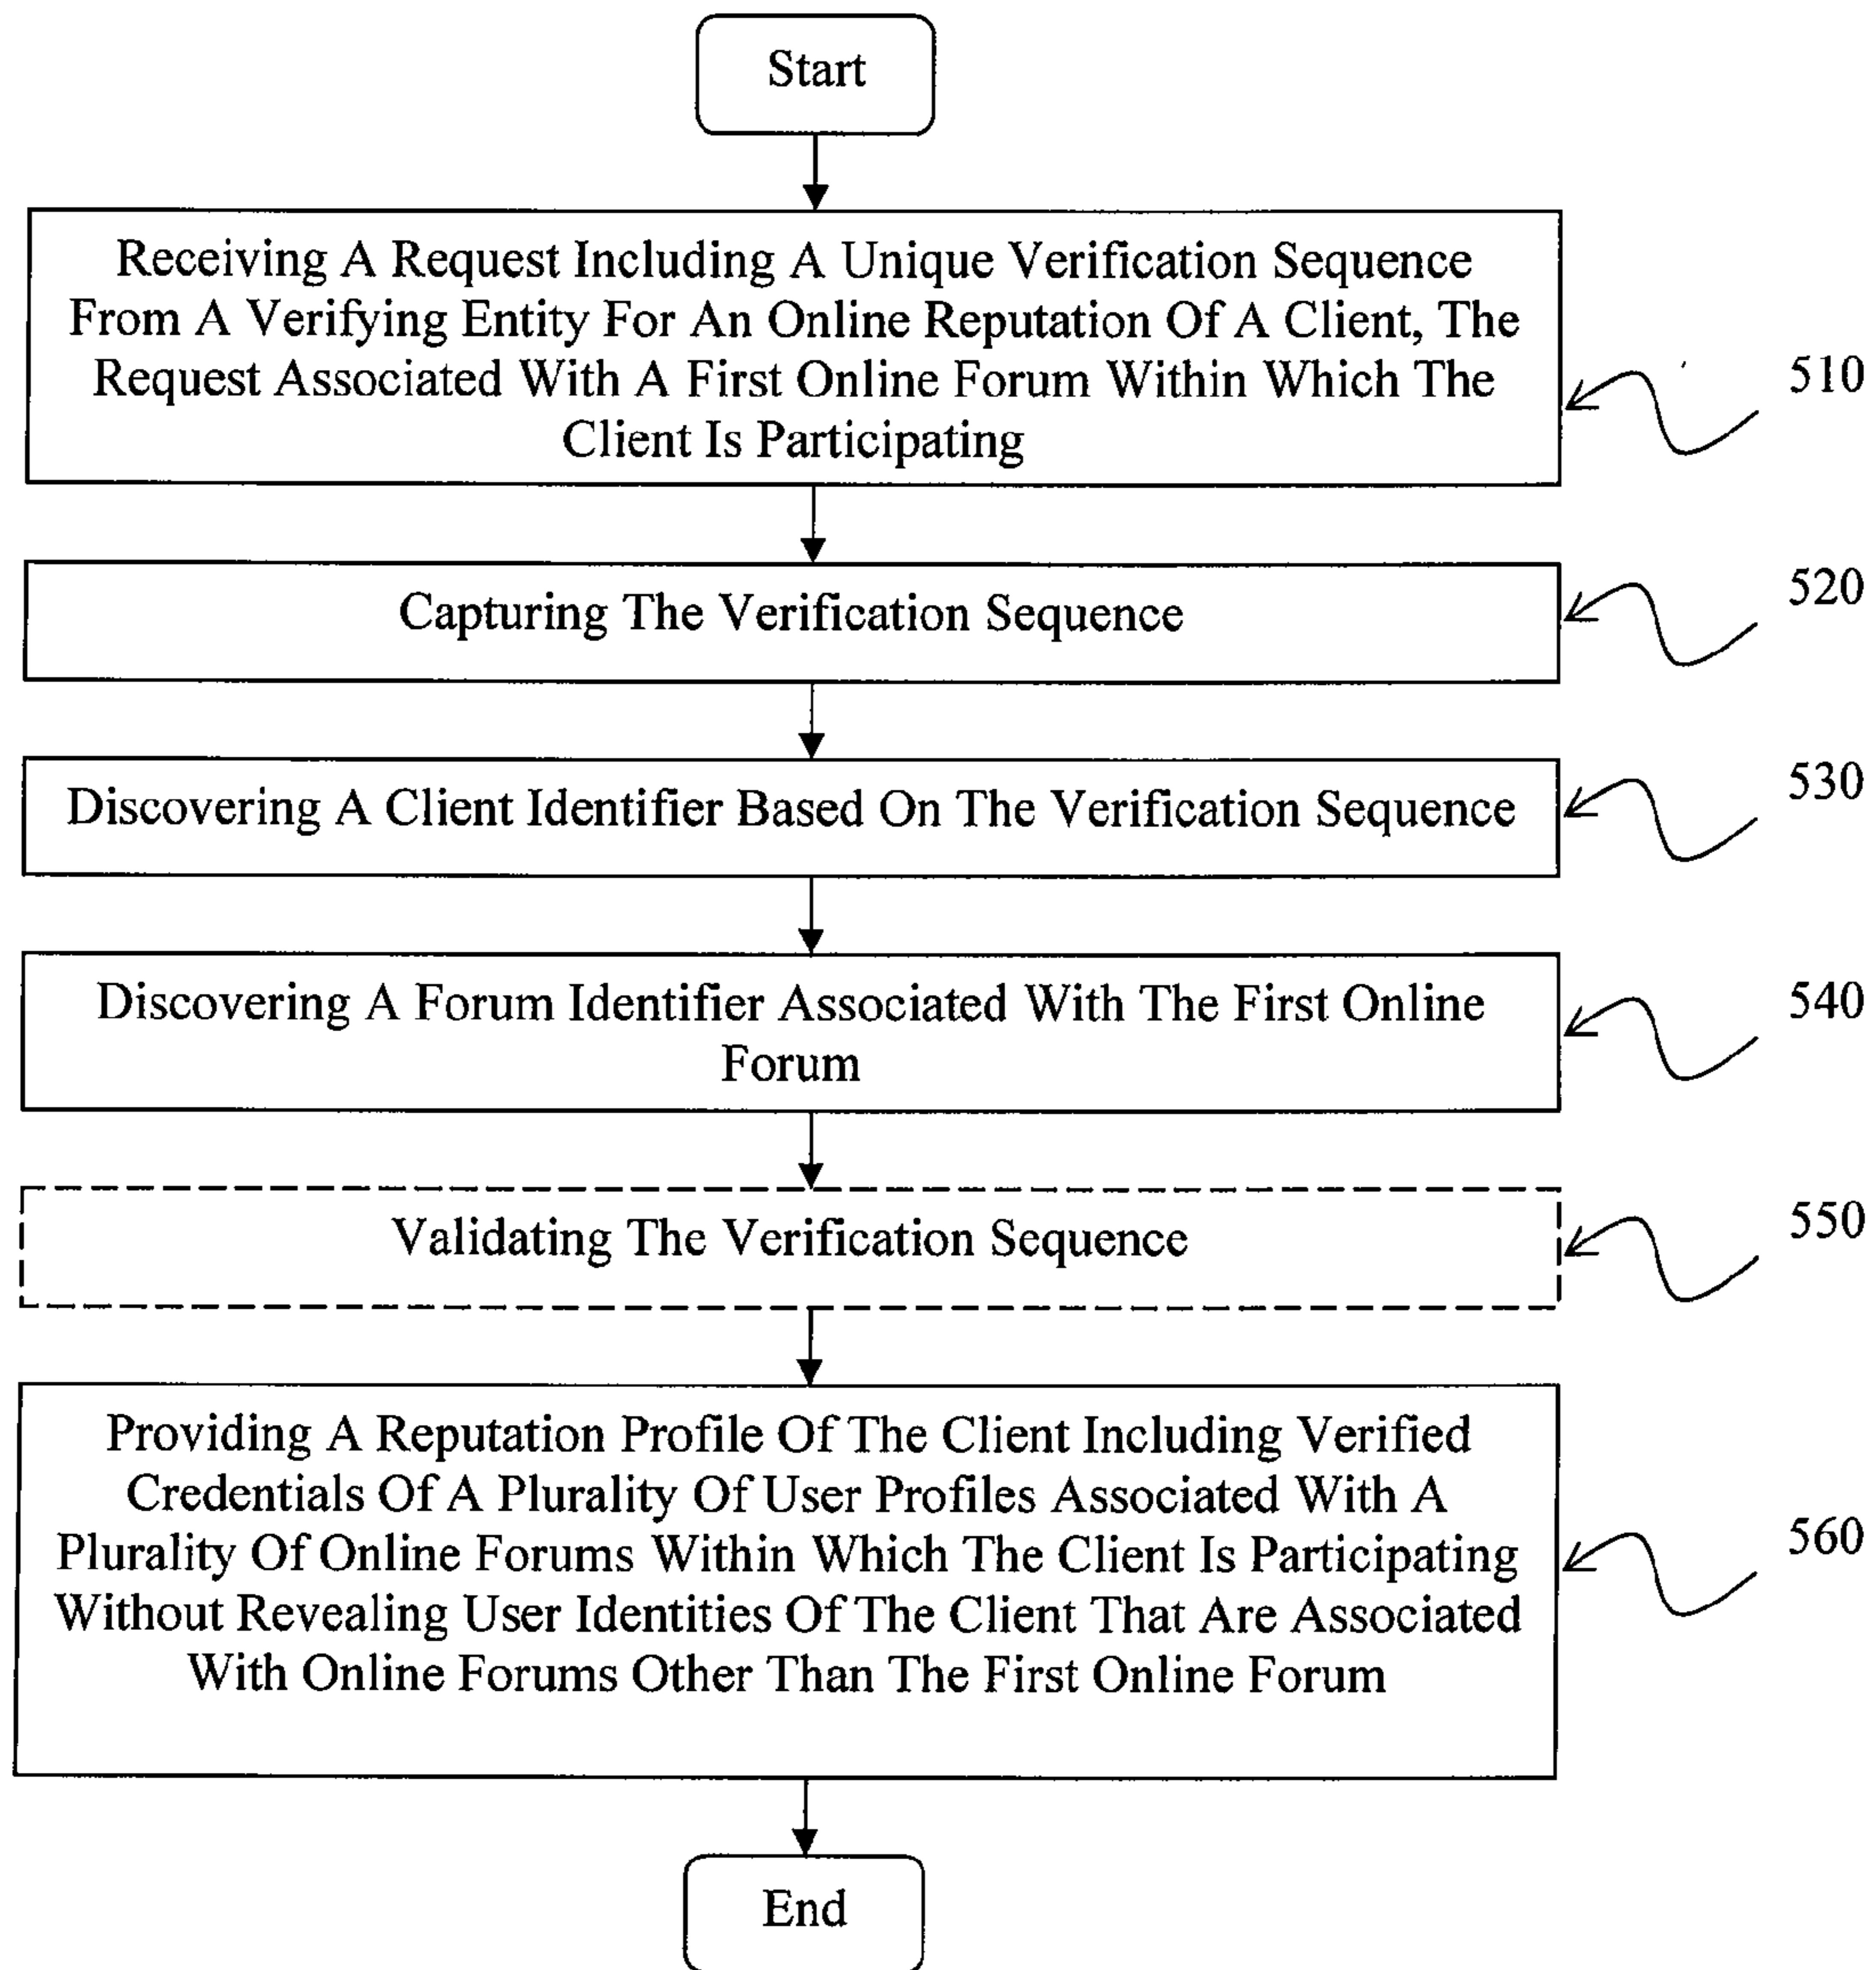 Start
Receiving A Request Including A Unique Verification Sequence
From A Verifying Entity For An Online Reputation Of A Client, The
Request Associated With A First Online Forum Within Which The
Client Is Participating
510
Capturing The Verification Sequence
520
Discovering A Client Identifier Based On The Verification Sequence
530
Discovering A Forum Identifier Associated With The First Online
Forum
540
Validating The Verification Sequence
550
Providing A Reputation Profile Of The Client Including Verified
Credentials Of A Plurality Of User Profiles Associated With A
Plurality Of Online Forums Within Which The Client Is Participating
Without Revealing User Identities Of The Client That Are Associated
With Online Forums Other Than The First Online Forum
560
End